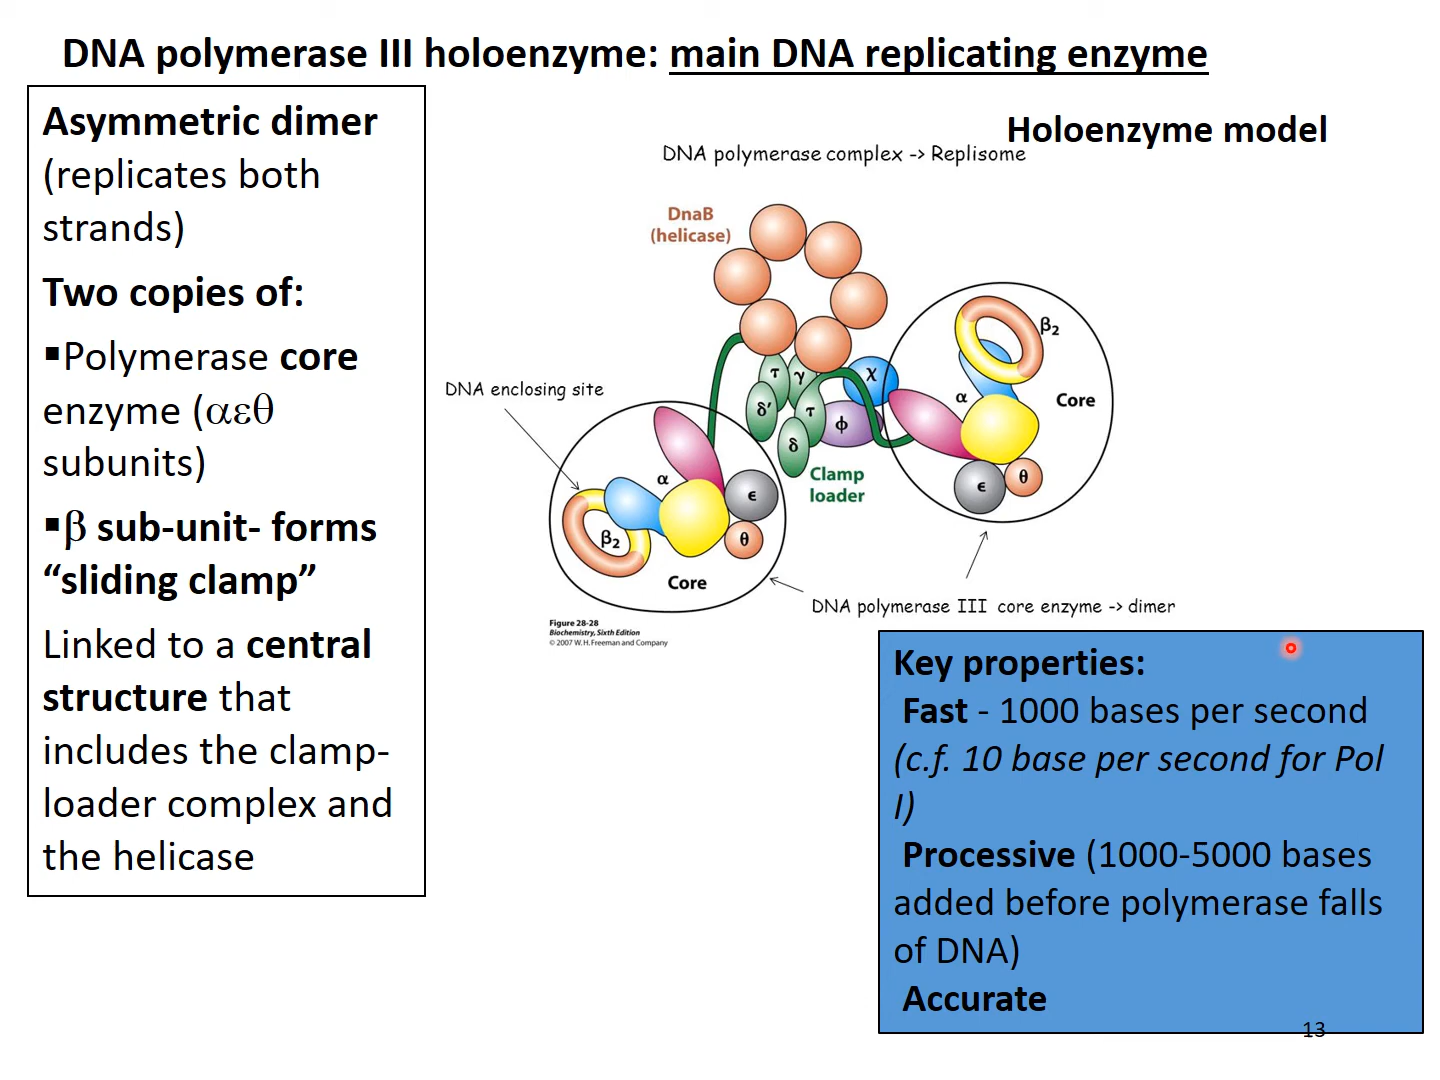 DNA polymerase III holoenzyme: main DNA replicating enzyme
Asymmetric dimer
(replicates both
strands)
Two copies of:
▪Polymerase core
enzyme (αεθ
subunits)
▪β sub-unit- forms
“sliding clamp”
Linked to a central
structure that
includes the clamp-
loader complex and
the helicase
Holoenzyme model
DNA polymerase complex -> Replisome
DnaB
(helicase)
DNA enclosing site
τ γ χ
δ′ τ ϕ
δ
Clamp
loader
β₂
α
Core
ϵ θ
α
ϵ
β₂
θ
Core
DNA polymerase III core enzyme -> dimer
Figure 28-28
Biochemistry, Sixth Edition
© 2007 W. H. Freeman and Company
Key properties:
Fast - 1000 bases per second
(c.f. 10 base per second for Pol
I)
Processive (1000-5000 bases
added before polymerase falls
of DNA)
Accurate
13